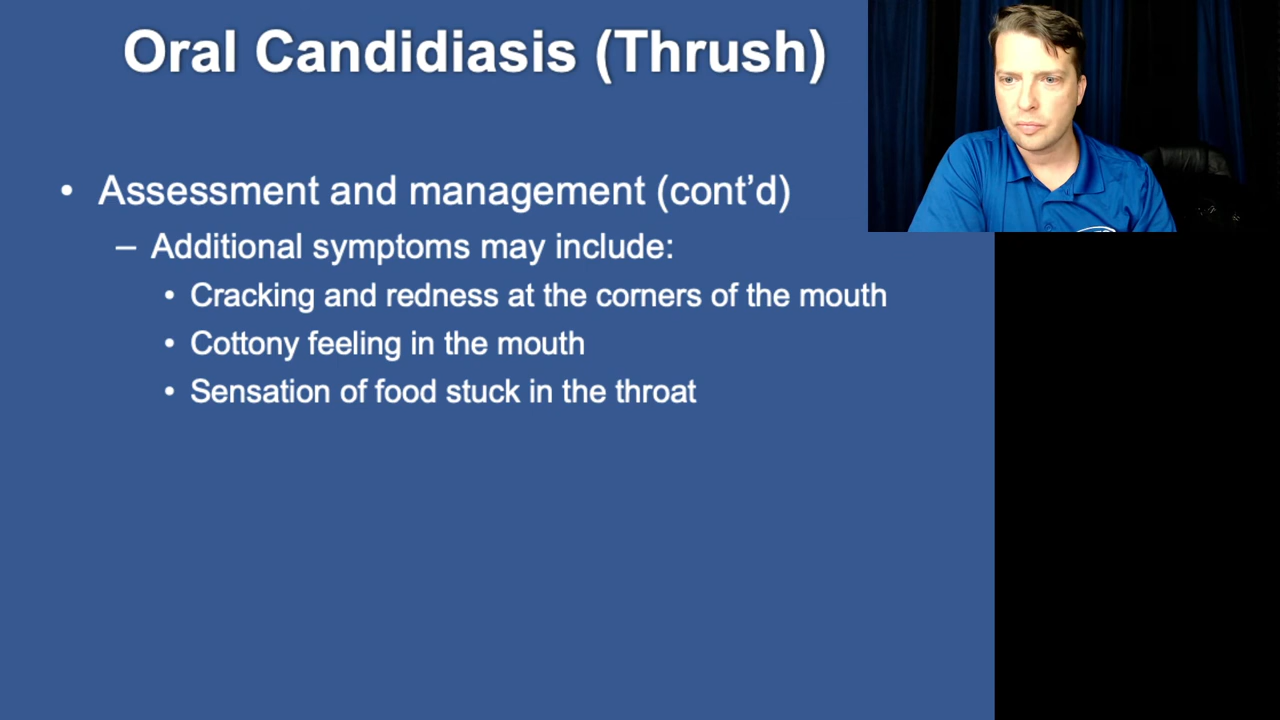 Oral Candidiasis (Thrush)
• Assessment and management (cont’d)
– Additional symptoms may include:
• Cracking and redness at the corners of the mouth
• Cottony feeling in the mouth
• Sensation of food stuck in the throat